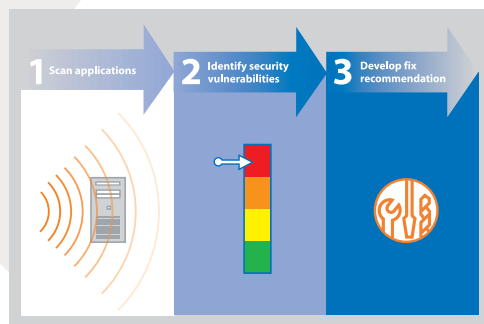 1 Scan applications
2 Identify security
vulnerabilities
3 Develop fix
recommendation